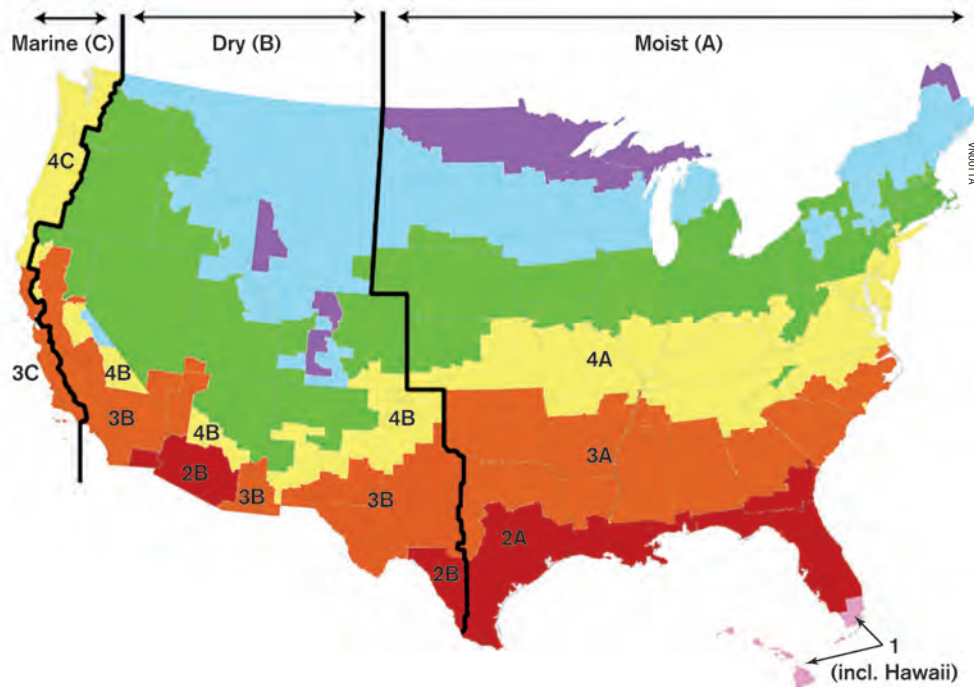 Marine (C)
Dry (B)
Moist (A)
4C
3C
4B
3B
4B
2B
3B
3B
4B
2B
4A
3A
2A
1
(incl. Hawaii)